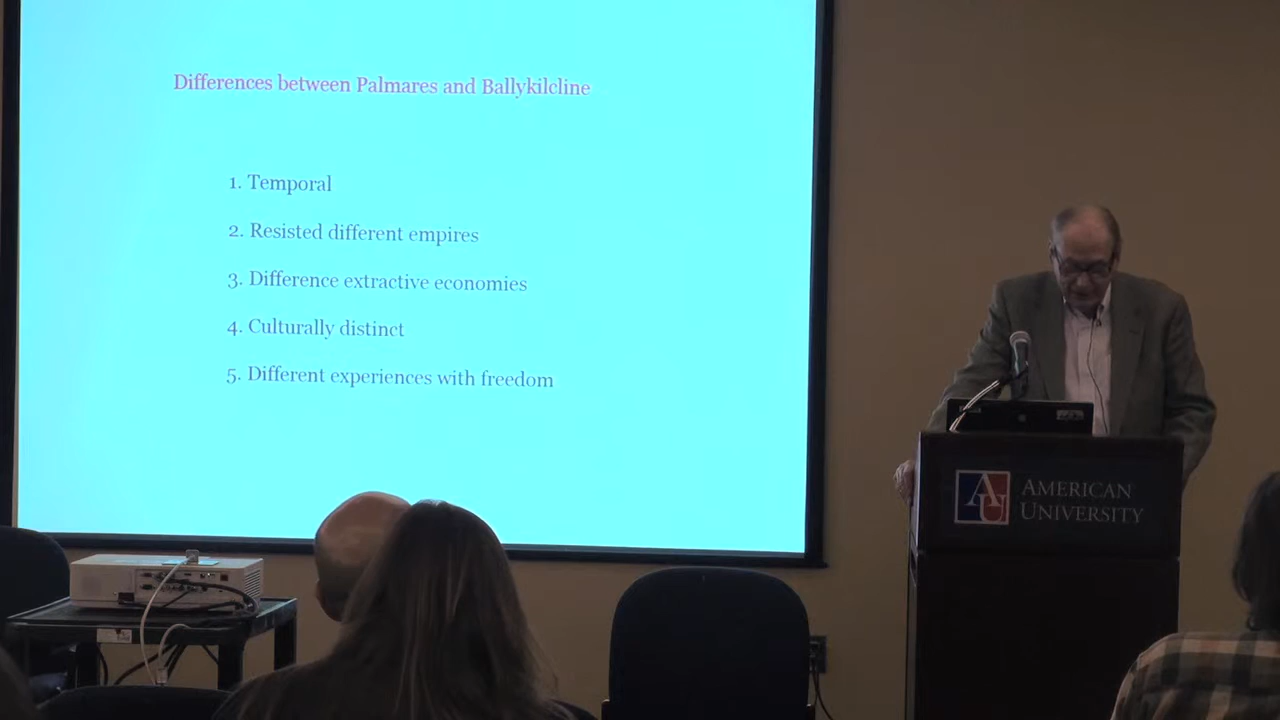 Differences between Palmares and Ballykilcline
1. Temporal
2. Resisted different empires
3. Difference extractive economies
4. Culturally distinct
5. Different experiences with freedom
AU
AMERICAN
UNIVERSITY